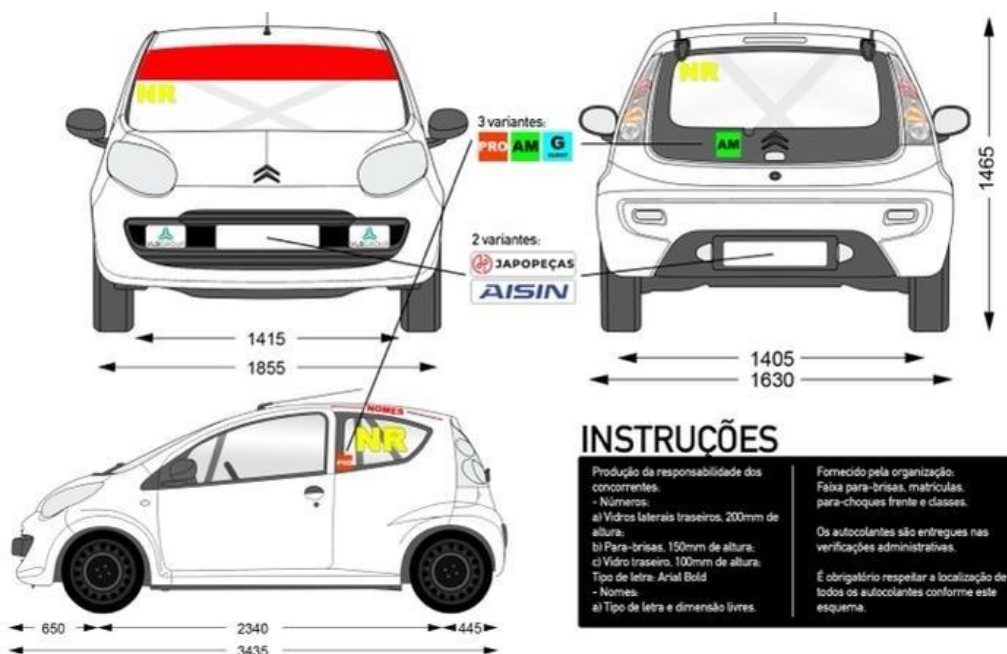 NR
NR
3 variantes:
PRO AM G
GUEST
AM
1465
2 variantes:
JAPOPEÇAS
AISIN
1415
1855
1405
1630
NOMES
NR
PRO
650
2340
445
3435
INSTRUÇÕES
Produção da responsabilidade dos
concorrentes:
- Números:
a) Vidros laterais traseiros, 200mm de
altura;
b) Para-brisas, 150mm de altura;
c) Vidro traseiro, 100mm de altura;
Tipo de letra: Arial Bold
- Nomes:
a) Tipo de letra e dimensão livres.
Fornecido pela organização:
Faixa para-brisas, matrículas,
para-choques frente e classes.
Os autocolantes são entregues nas
verificações administrativas.
É obrigatório respeitar a localização de
todos os autocolantes conforme este
esquema.